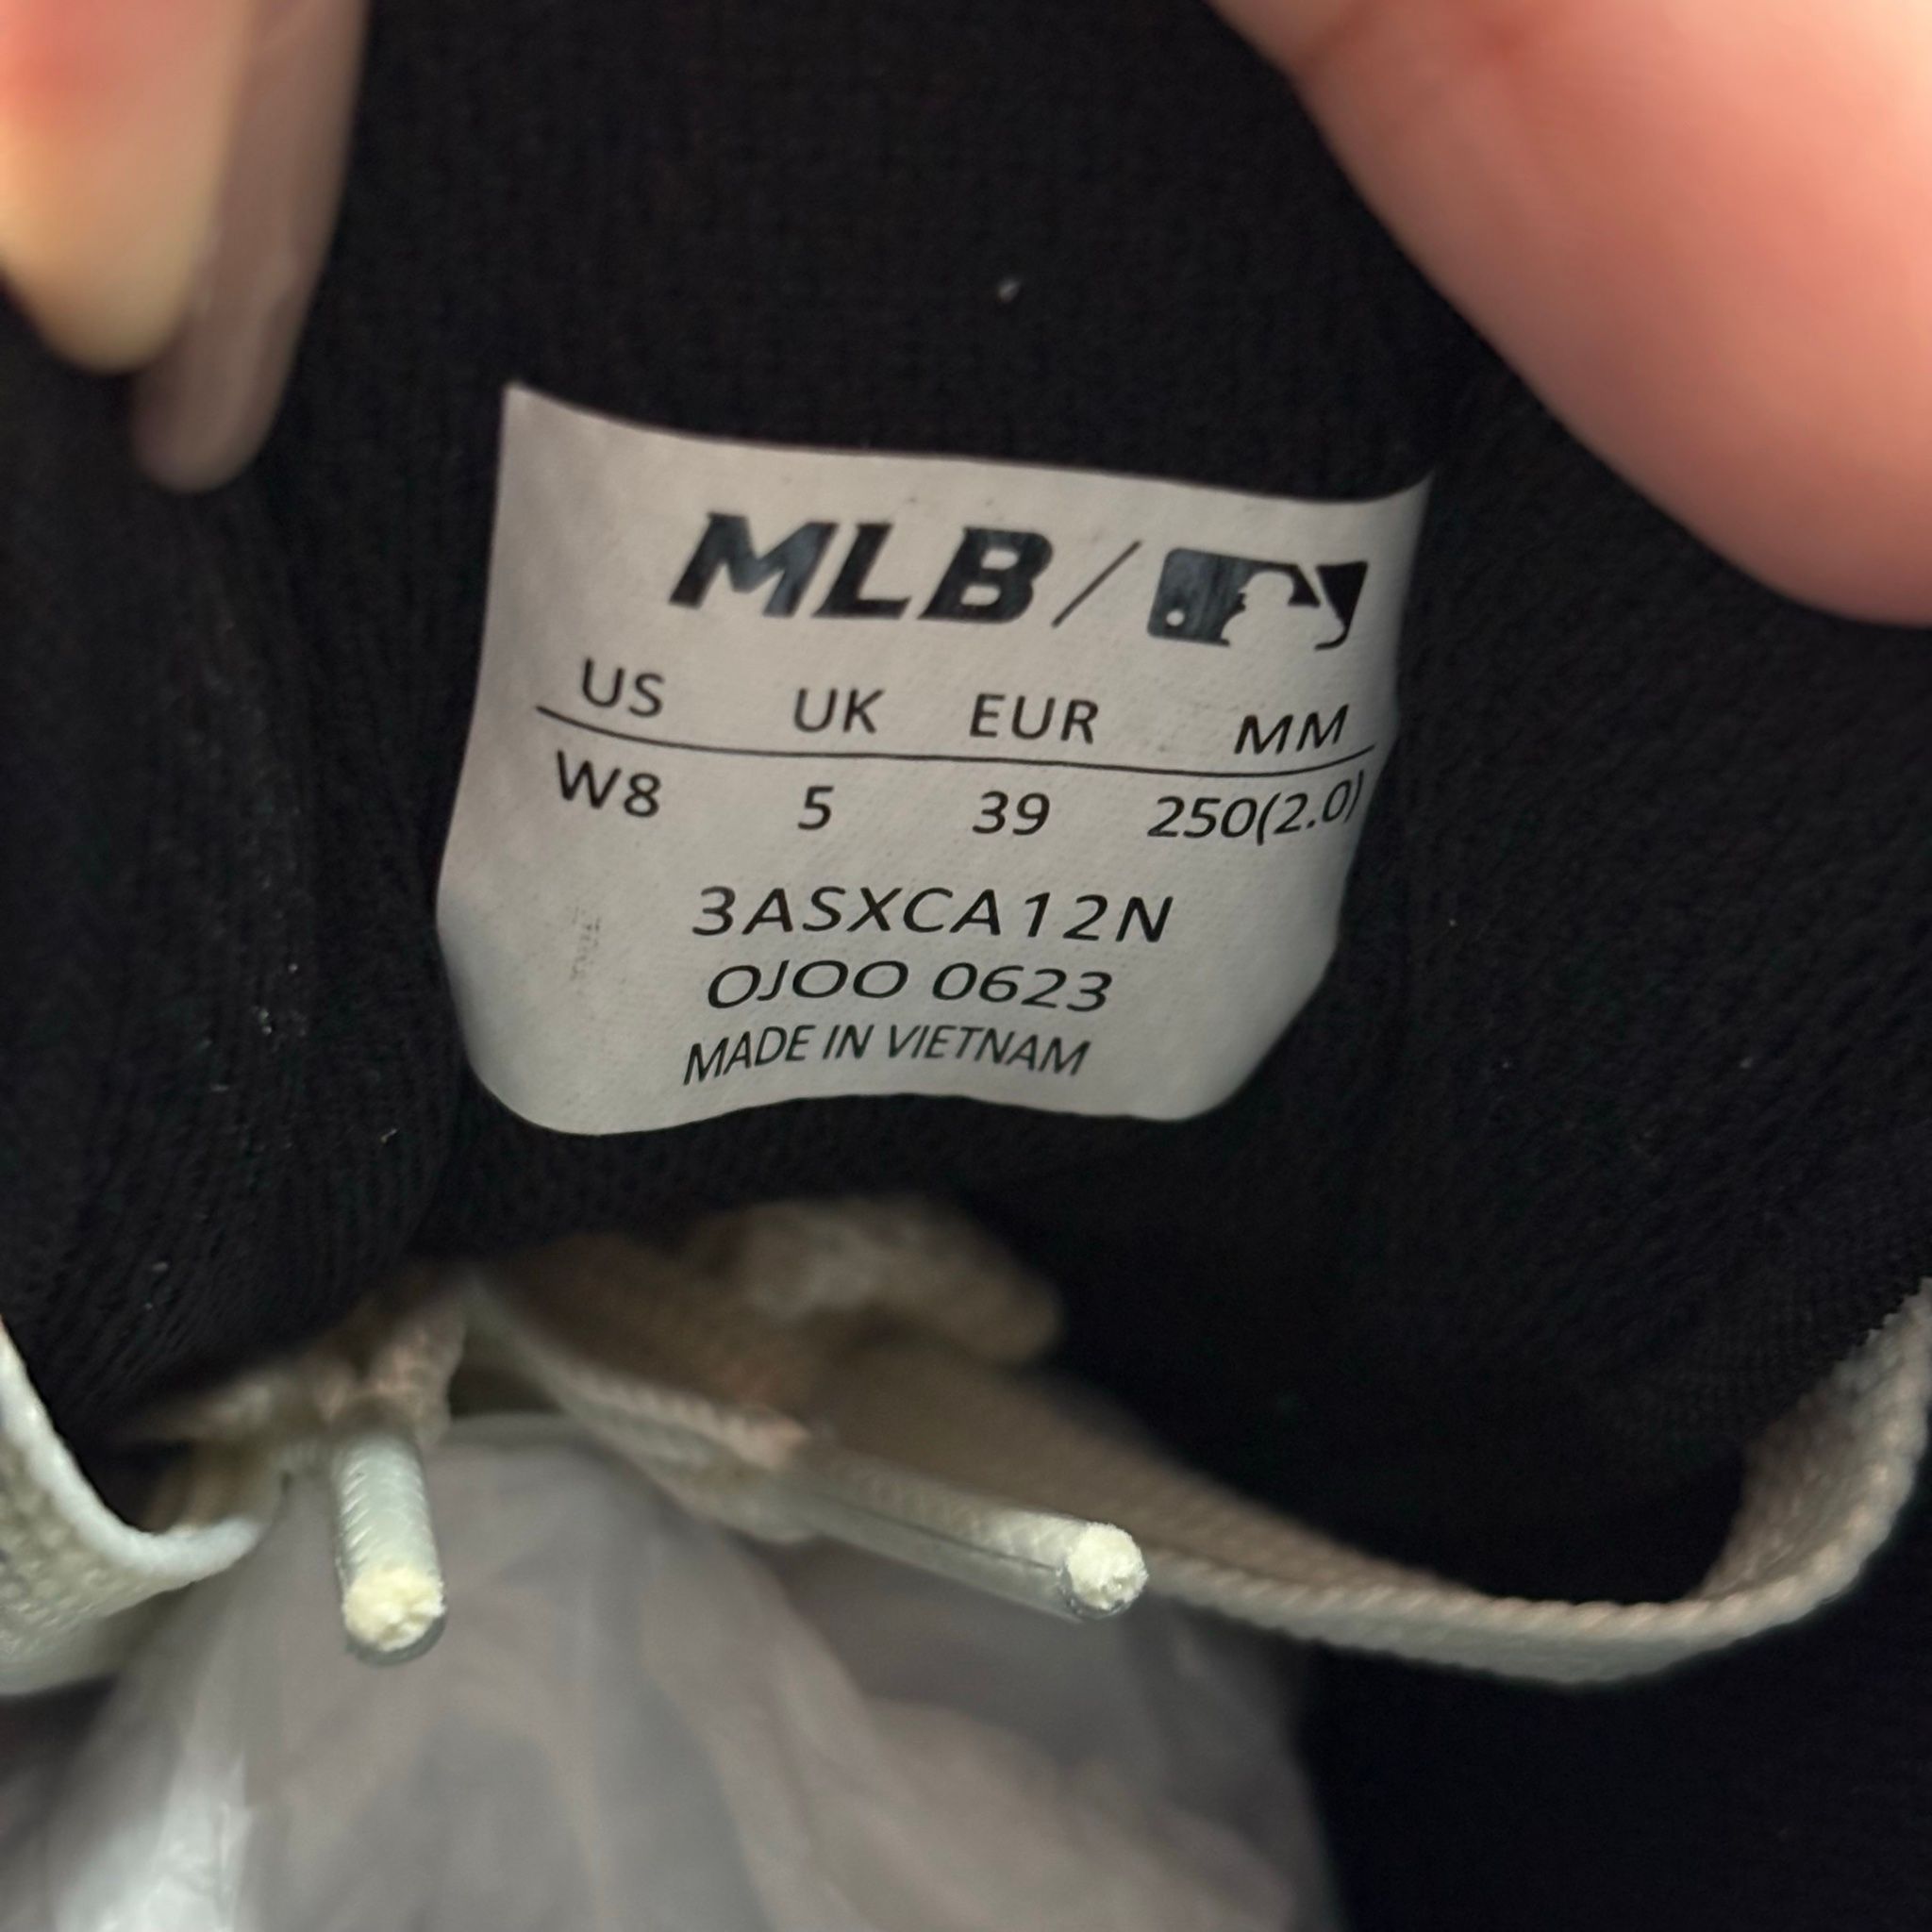 MLB/
US UK EUR MM
W8 5 39 250(2.0)
3ASXCA12N
OJOO 0623
MADE IN VIETNAM